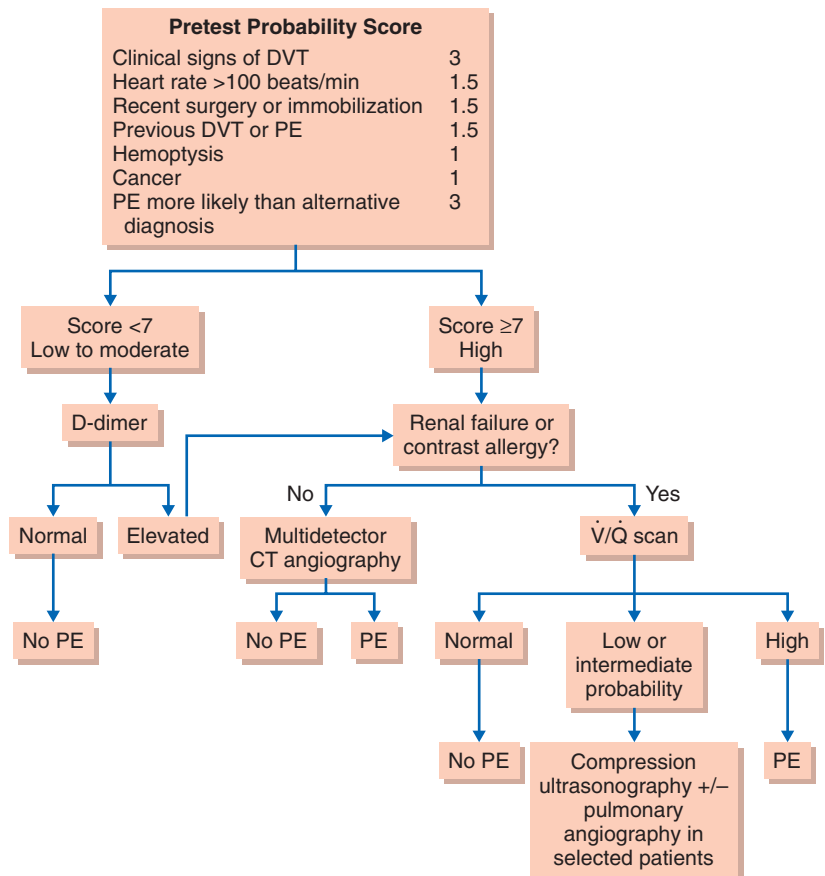 Pretest Probability Score
Clinical signs of DVT 3
Heart rate >100 beats/min 1.5
Recent surgery or immobilization 1.5
Previous DVT or PE 1.5
Hemoptysis 1
Cancer 1
PE more likely than alternative 3
diagnosis
Score <7
Low to moderate
Score ≥7
High
D-dimer
Renal failure or
contrast allergy?
No
Yes
Normal
Elevated
Multidetector
CT angiography
V̇/Q̇ scan
No PE
No PE
PE
Normal
Low or
intermediate
probability
High
No PE
Compression
ultrasonography +/–
pulmonary
angiography in
selected patients
PE